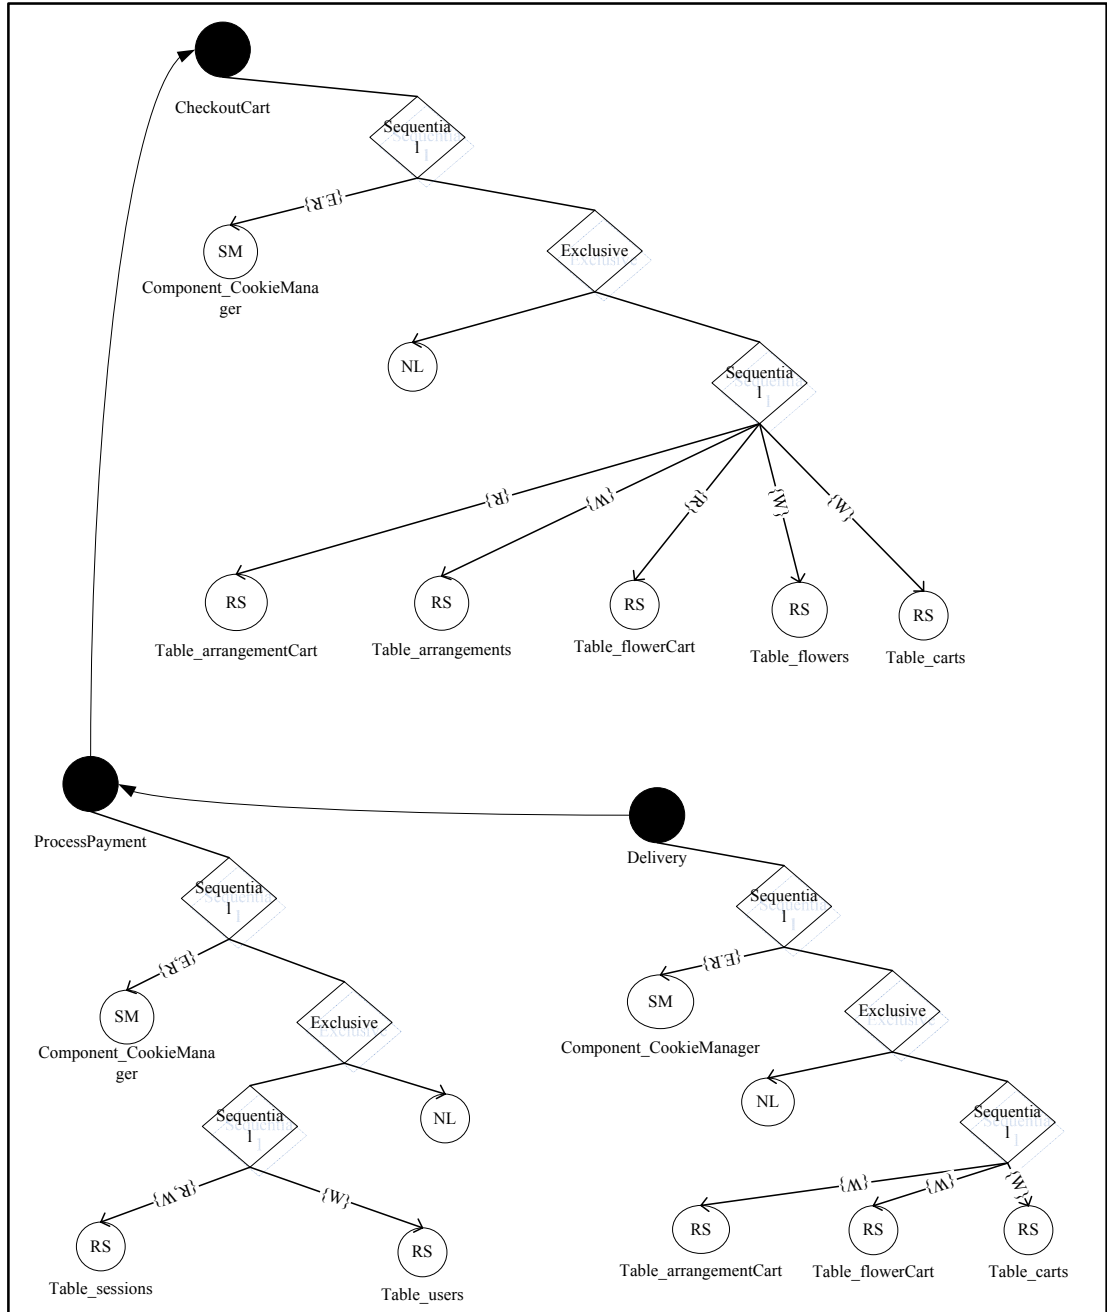 CheckoutCart
Sequentia
l
{E.R}
SM
Component_CookieMana
ger
Exclusive
NL
Sequentia
l
{R}
{W}
{R}
{W}
{W}
RS
RS
RS
RS
RS
Table_arrangementCart
Table_arrangements
Table_flowerCart
Table_flowers
Table_carts
ProcessPayment
Sequentia
l
{E,R}
SM
Component_CookieMana
ger
Exclusive
Sequentia
l
NL
{R,W}
{W}
RS
RS
Table_sessions
Table_users
Delivery
Sequentia
l
{E.R}
SM
Component_CookieManager
Exclusive
NL
Sequentia
l
{W}
{W}
{W}
RS
RS
RS
Table_arrangementCart
Table_flowerCart
Table_carts